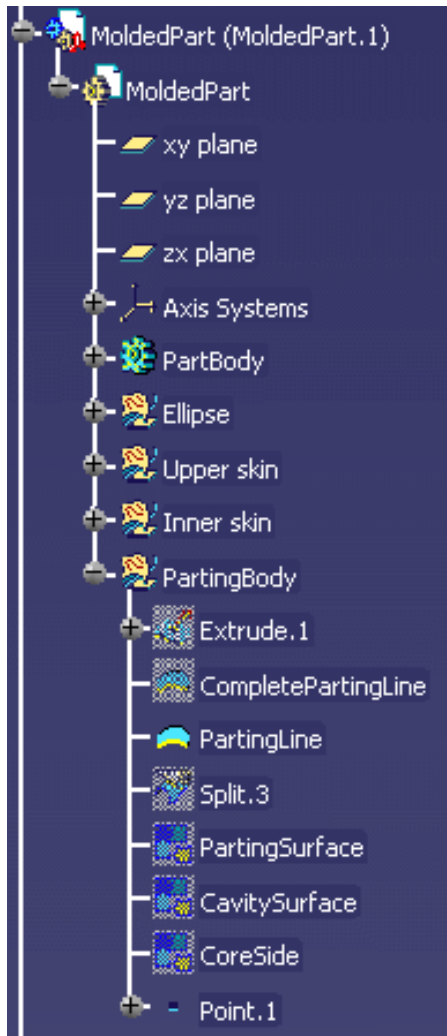 MoldedPart (MoldedPart.1)
MoldedPart
xy plane
yz plane
zx plane
Axis Systems
PartBody
Ellipse
Upper skin
Inner skin
PartingBody
Extrude.1
CompletePartingLine
PartingLine
Split.3
PartingSurface
CavitySurface
CoreSide
Point.1